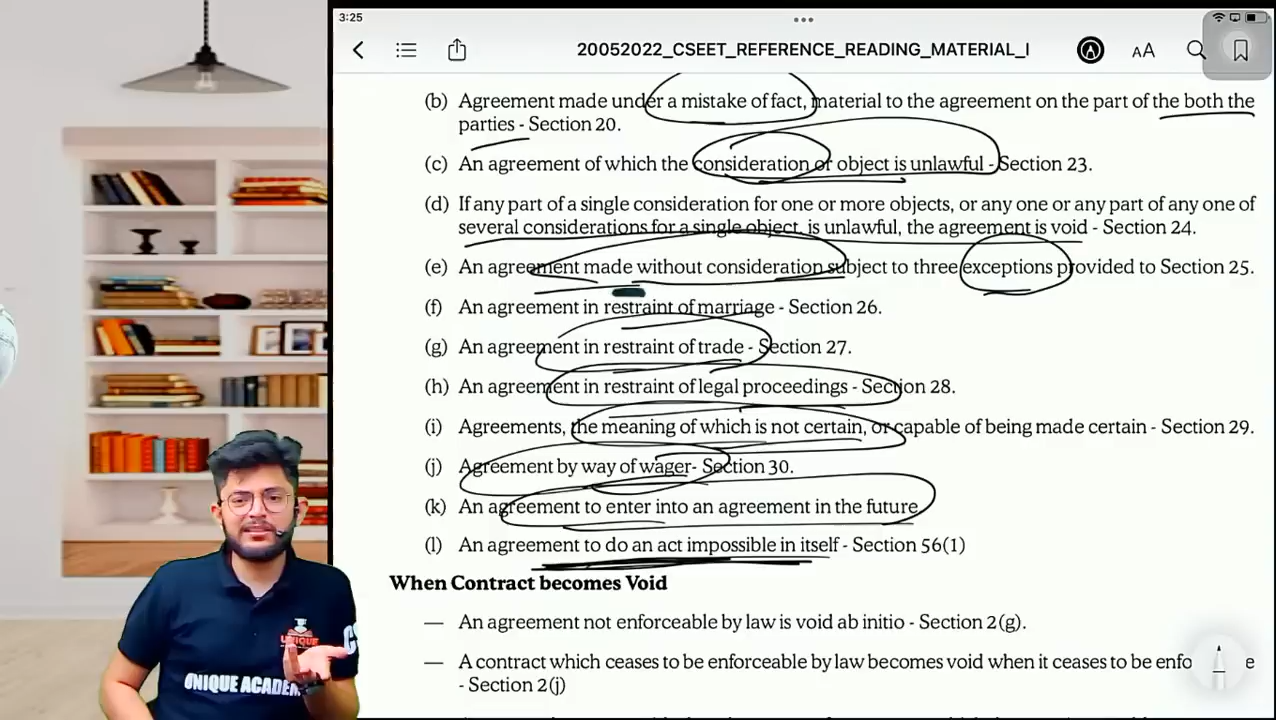 3:25
20052022_CSEET_REFERENCE_READING_MATERIAL_I
AA
(b) Agreement made under a mistake of fact, material to the agreement on the part of the both the
parties - Section 20.
(c) An agreement of which the consideration or object is unlawful - Section 23.
(d) If any part of a single consideration for one or more objects, or any one or any part of any one of
several considerations for a single object, is unlawful, the agreement is void - Section 24.
(e) An agreement made without consideration subject to three exceptions provided to Section 25.
(f) An agreement in restraint of marriage - Section 26.
(g) An agreement in restraint of trade - Section 27.
(h) An agreement in restraint of legal proceedings - Section 28.
(i) Agreements, the meaning of which is not certain, or capable of being made certain - Section 29.
(j) Agreement by way of wager- Section 30.
(k) An agreement to enter into an agreement in the future
(l) An agreement to do an act impossible in itself - Section 56(1)
When Contract becomes Void
— An agreement not enforceable by law is void ab initio - Section 2(g).
— A contract which ceases to be enforceable by law becomes void when it ceases to be enfo e
- Section 2(j)
UNIQUE ACADEM